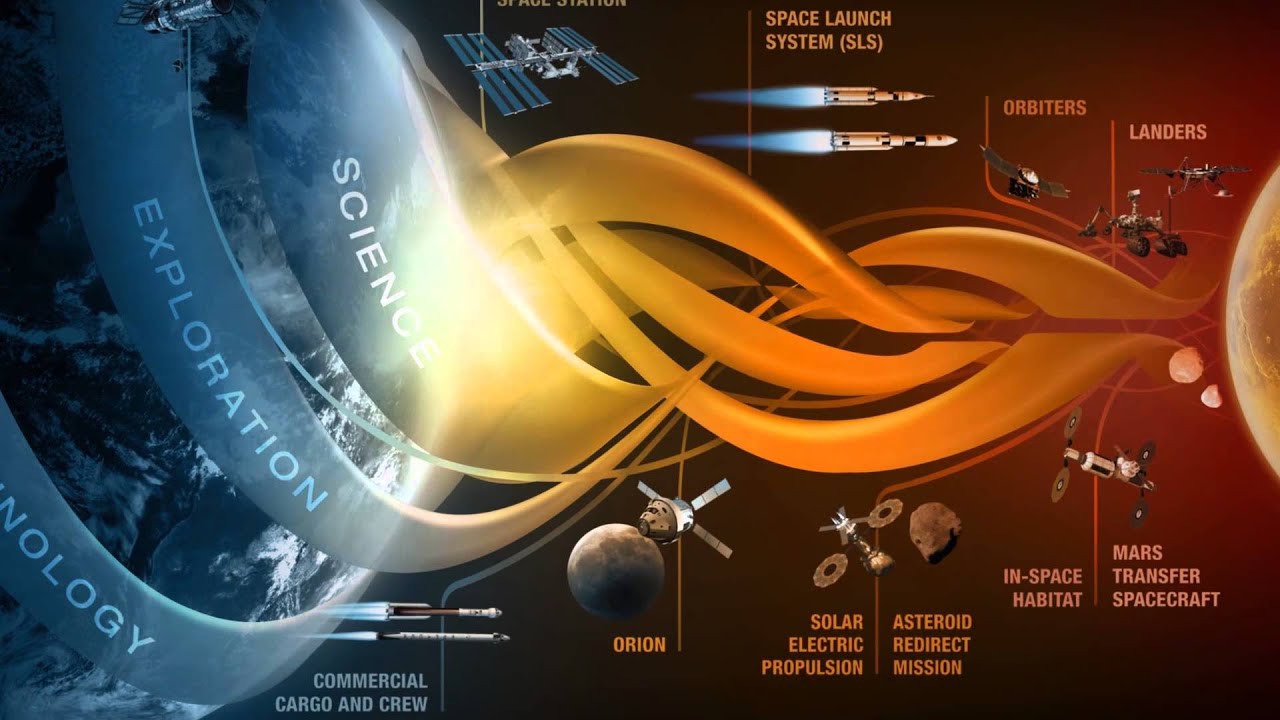 SPACE STATION
SPACE LAUNCH
SYSTEM (SLS)
ORBITERS
LANDERS
SCIENCE
EXPLORATION
NOLOGY
ORION
SOLAR
ELECTRIC
PROPULSION
ASTEROID
REDIRECT
MISSION
IN-SPACE
HABITAT
MARS
TRANSFER
SPACECRAFT
COMMERCIAL
CARGO AND CREW